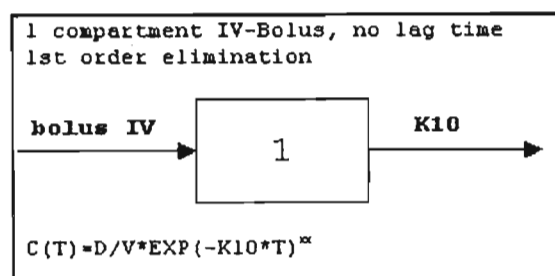 1 compartment IV-Bolus, no lag time
1st order elimination
bolus IV
K10
1
C(T)=D/V*EXP(-K10*T)¤